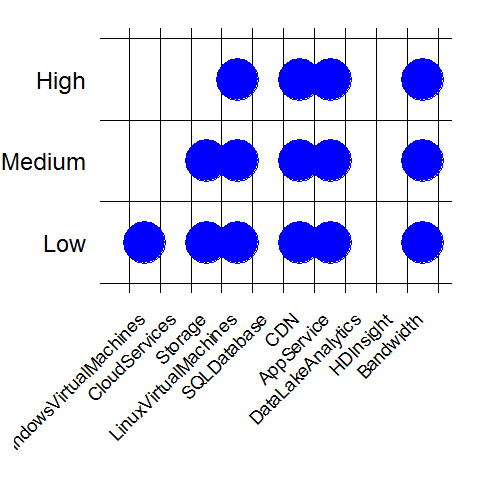 High
Medium
Low
ndowsVirtualMachines
CloudServices
Storage
LinuxVirtualMachines
SQLDatabase
CDN
AppService
DataLakeAnalytics
HDInsight
Bandwidth